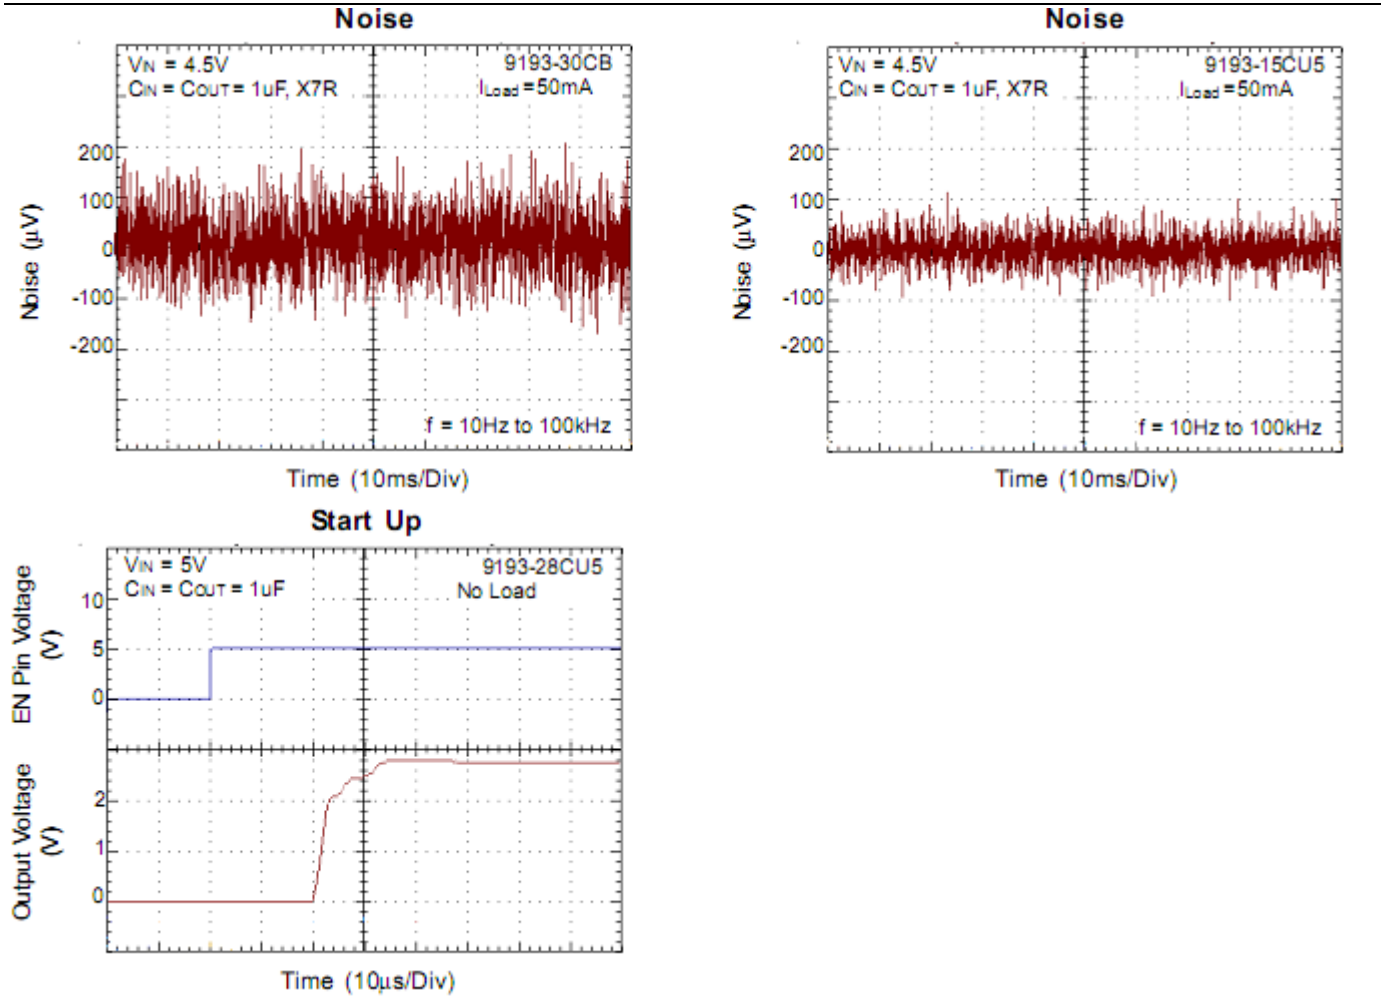 Noise
VIN = 4.5V
CIN = COUT = 1uF, X7R
9193-30CB
ILoad =50mA
200
100
0
-100
-200
Noise (μV)
f = 10Hz to 100kHz
Time (10ms/Div)
Noise
VIN = 4.5V
CIN = COUT = 1uF, X7R
9193-15CU5
ILoad =50mA
200
100
0
-100
-200
Noise (μV)
f = 10Hz to 100kHz
Time (10ms/Div)
Start Up
VIN = 5V
CIN = COUT = 1uF
9193-28CU5
No Load
10
5
0
EN Pin Voltage
(V)
2
1
0
Output Voltage
(V)
Time (10μs/Div)